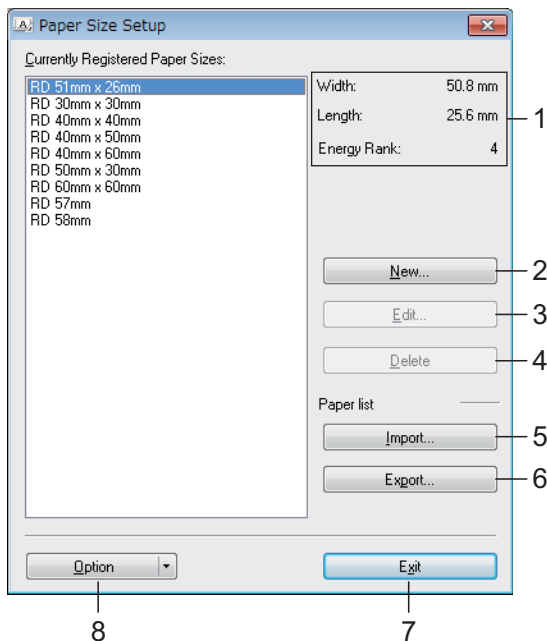 Paper Size Setup
Currently Registered Paper Sizes:
RD 51mm x 26mm
RD 30mm x 30mm
RD 40mm x 40mm
RD 40mm x 50mm
RD 40mm x 60mm
RD 50mm x 30mm
RD 60mm x 60mm
RD 57mm
RD 58mm
Width: 50.8 mm
Length: 25.6 mm
Energy Rank: 4
1
New... 2
Edit... 3
Delete 4
Paper list
Import... 5
Export... 6
Option Exit
8 7